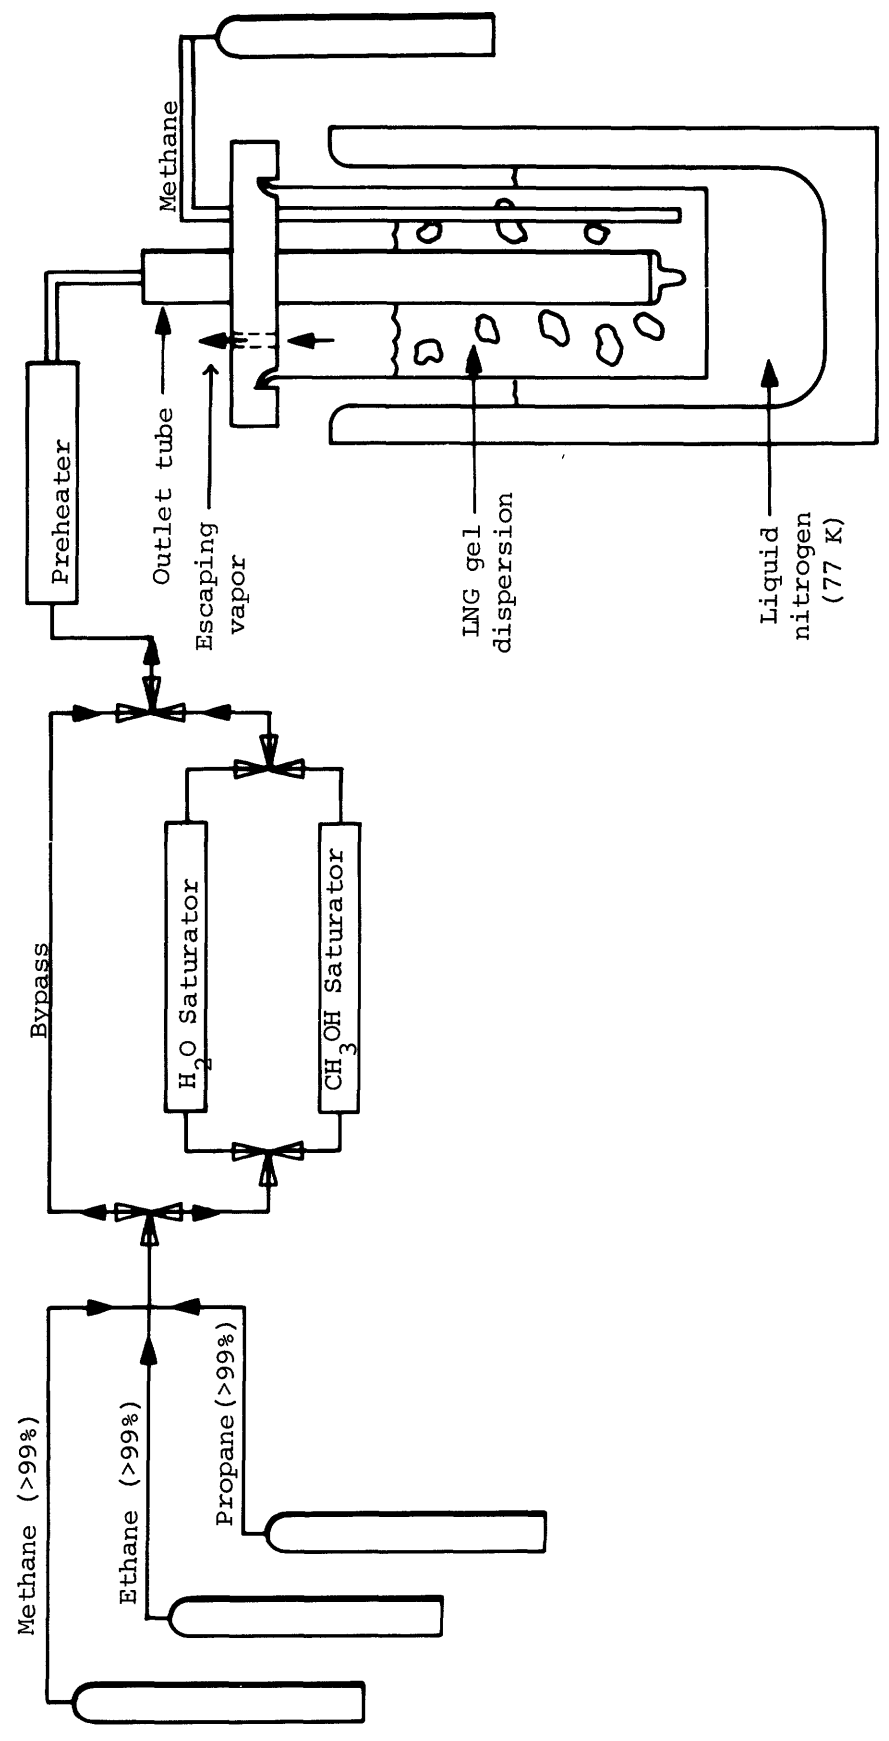 Methane (>99%)
Ethane (>99%)
Propane (>99%)
Bypass
H2O Saturator
CH3OH Saturator
Preheater
Outlet tube
Escaping
vapor
Methane
LNG gel
dispersion
Liquid
nitrogen
(77 K)